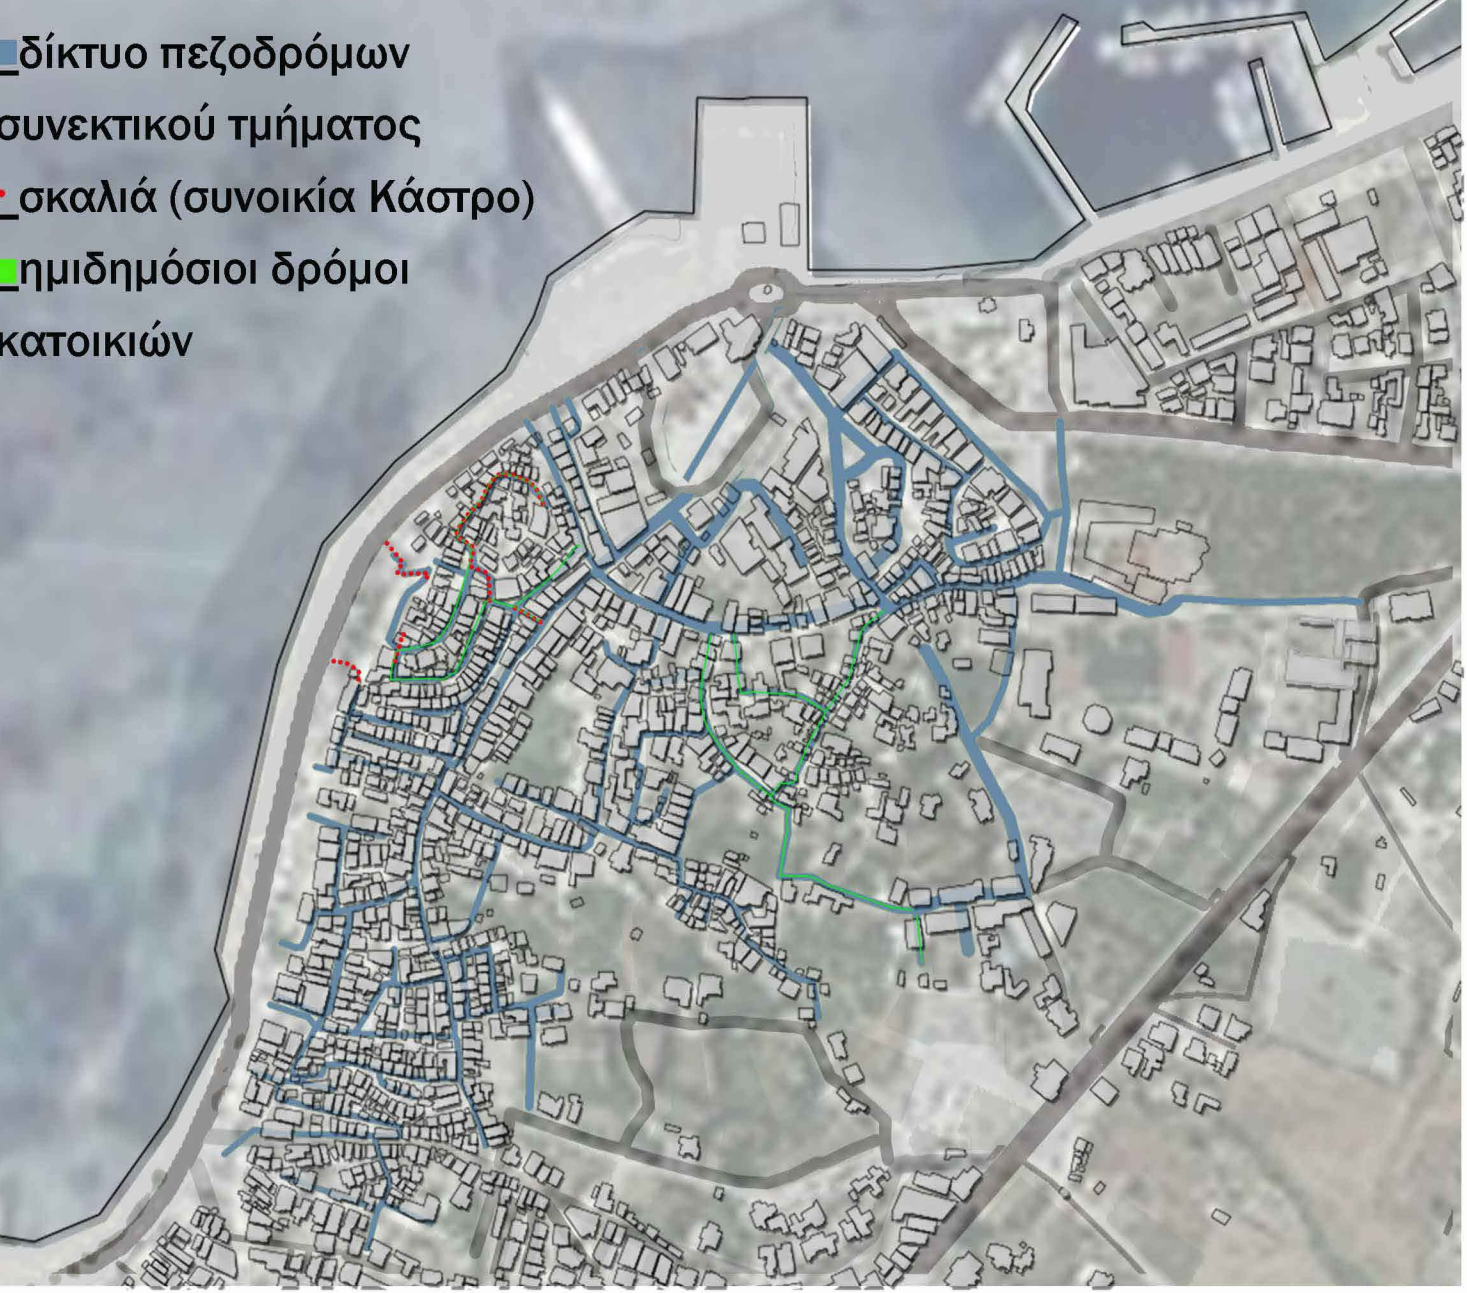 _δίκτυο πεζοδρόμων
συνεκτικού τμήματος
_σκαλιά (συνοικία Κάστρο)
_ημιδημόσιοι δρόμοι
κατοικιών